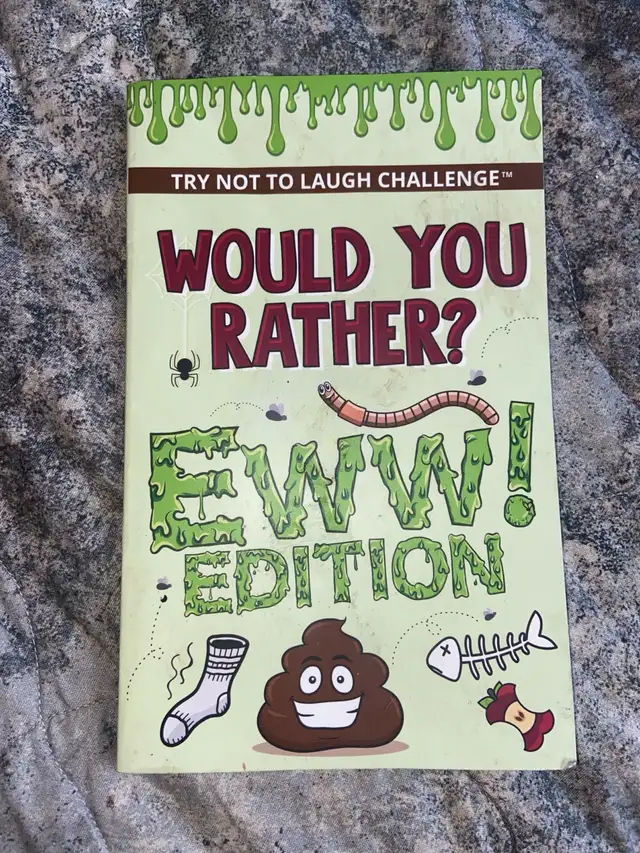 TRY NOT TO LAUGH CHALLENGE™
WOULD YOU
RATHER?
EWW!
EDITION